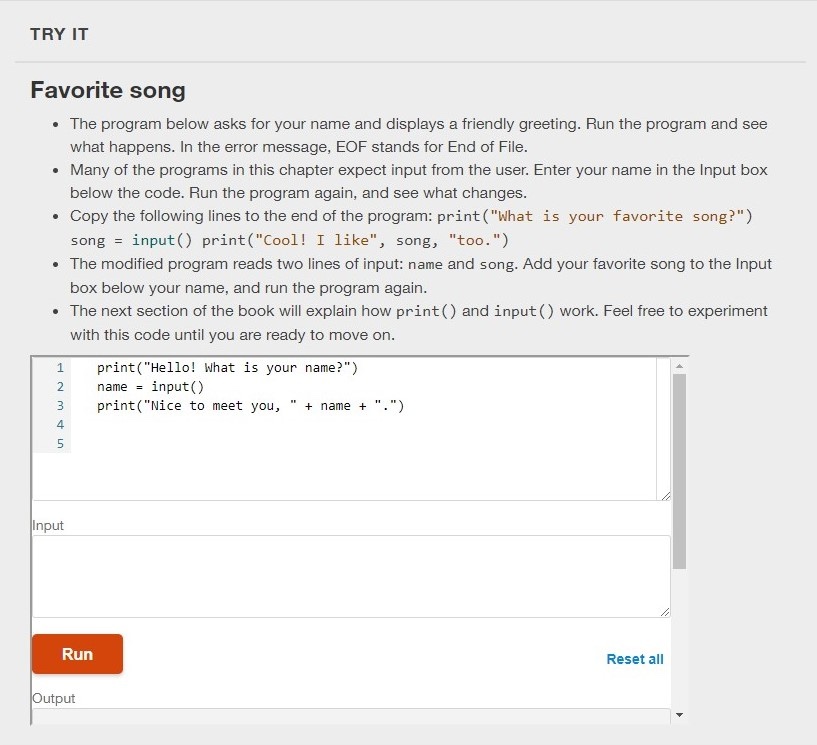 TRY IT
Favorite song
• The program below asks for your name and displays a friendly greeting. Run the program and see
what happens. In the error message, EOF stands for End of File.
• Many of the programs in this chapter expect input from the user. Enter your name in the Input box
below the code. Run the program again, and see what changes.
• Copy the following lines to the end of the program: print("What is your favorite song?")
song = input() print("Cool! I like", song, "too.")
• The modified program reads two lines of input: name and song. Add your favorite song to the Input
box below your name, and run the program again.
• The next section of the book will explain how print() and input() work. Feel free to experiment
with this code until you are ready to move on.
1 print("Hello! What is your name?")
2 name = input()
3 print("Nice to meet you, " + name + ".")
4
5
Input
Run
Reset all
Output